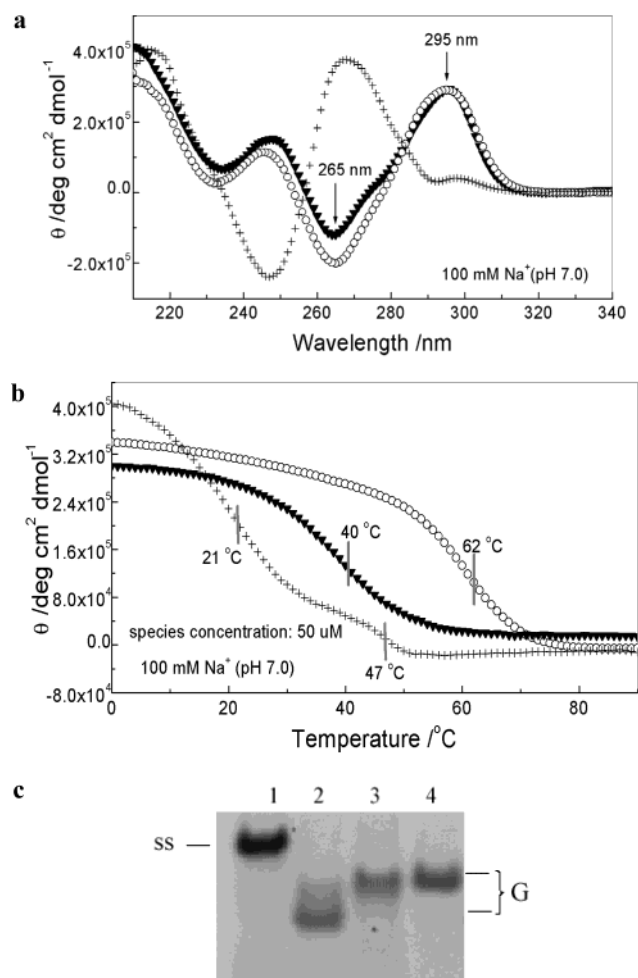 a
4.0x10⁵
2.0x10⁵
0.0
-2.0x10⁵
θ /deg cm² dmol⁻¹
295 nm
265 nm
100 mM Na⁺(pH 7.0)
220 240 260 280 300 320 340
Wavelength /nm
b
4.0x10⁵
3.2x10⁵
2.4x10⁵
1.6x10⁵
8.0x10⁴
0.0
-8.0x10⁴
θ /deg cm² dmol⁻¹
21 °C
40 °C
62 °C
47 °C
species concentration: 50 uM
100 mM Na⁺ (pH 7.0)
0 20 40 60 80
Temperature /°C
c
1 2 3 4
ss
G